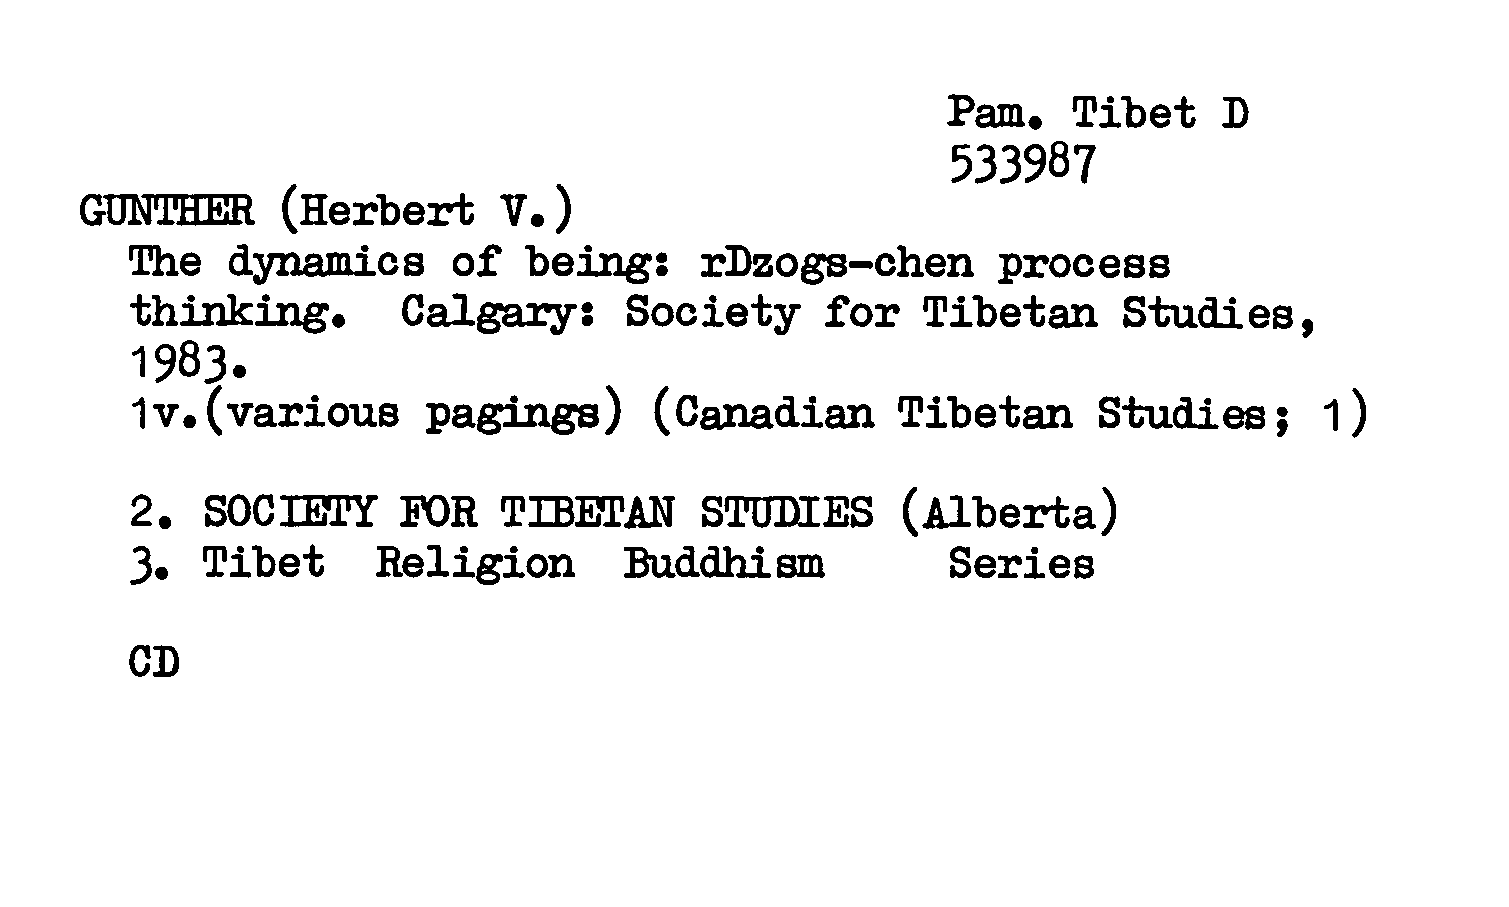 Pam. Tibet D
533987
GUNTHER (Herbert V.)
The dynamics of being: rDzogs-chen process
thinking. Calgary: Society for Tibetan Studies,
1983.
1v.(various pagings) (Canadian Tibetan Studies; 1)
2. SOCIETY FOR TIBETAN STUDIES (Alberta)
3. Tibet Religion Buddhism Series
CD